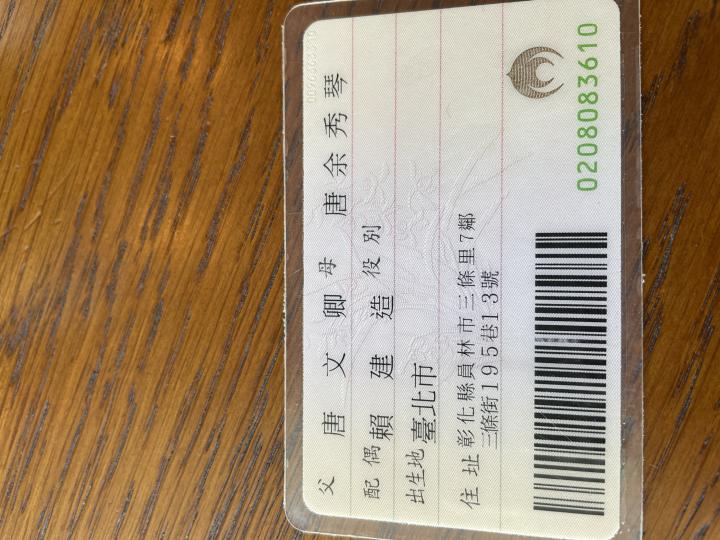 父 唐文卿 母 唐余秀琴
配偶 賴建造 役別
出生地 臺北市
住址 彰化縣員林市三條里7鄰
三條街195巷13號
0208083610